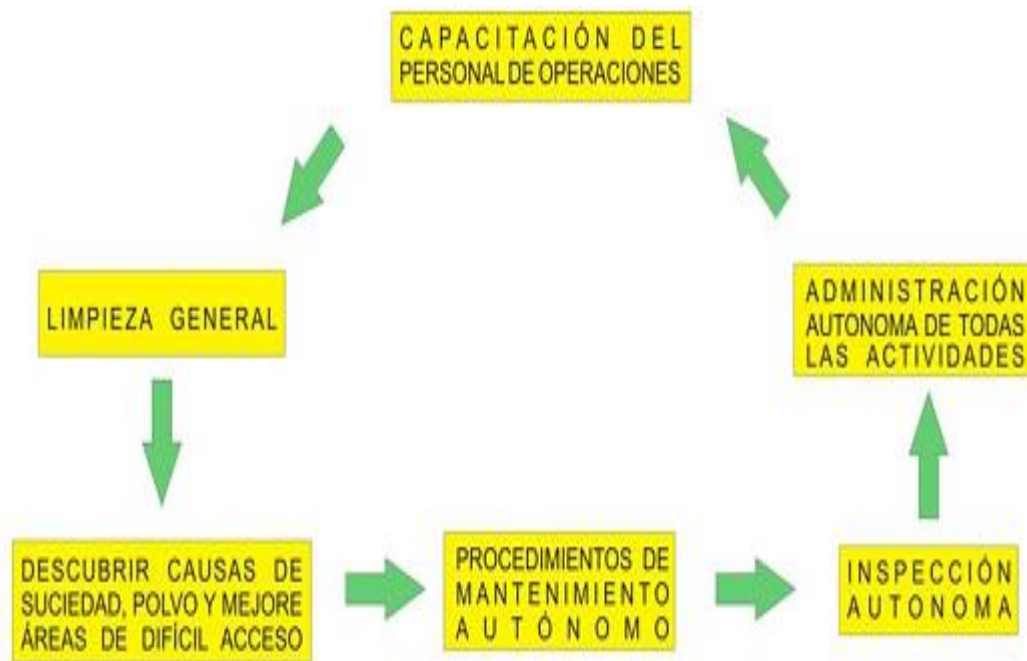 CAPACITACIÓN DEL
PERSONAL DE OPERACIONES
LIMPIEZA GENERAL
DESCUBRIR CAUSAS DE
SUCIEDAD, POLVO Y MEJORE
ÁREAS DE DIFÍCIL ACCESO
PROCEDIMIENTOS DE
MANTENIMIENTO
AUTÓNOMO
INSPECCIÓN
AUTONOMA
ADMINISTRACIÓN
AUTONOMA DE TODAS
LAS ACTIVIDADES